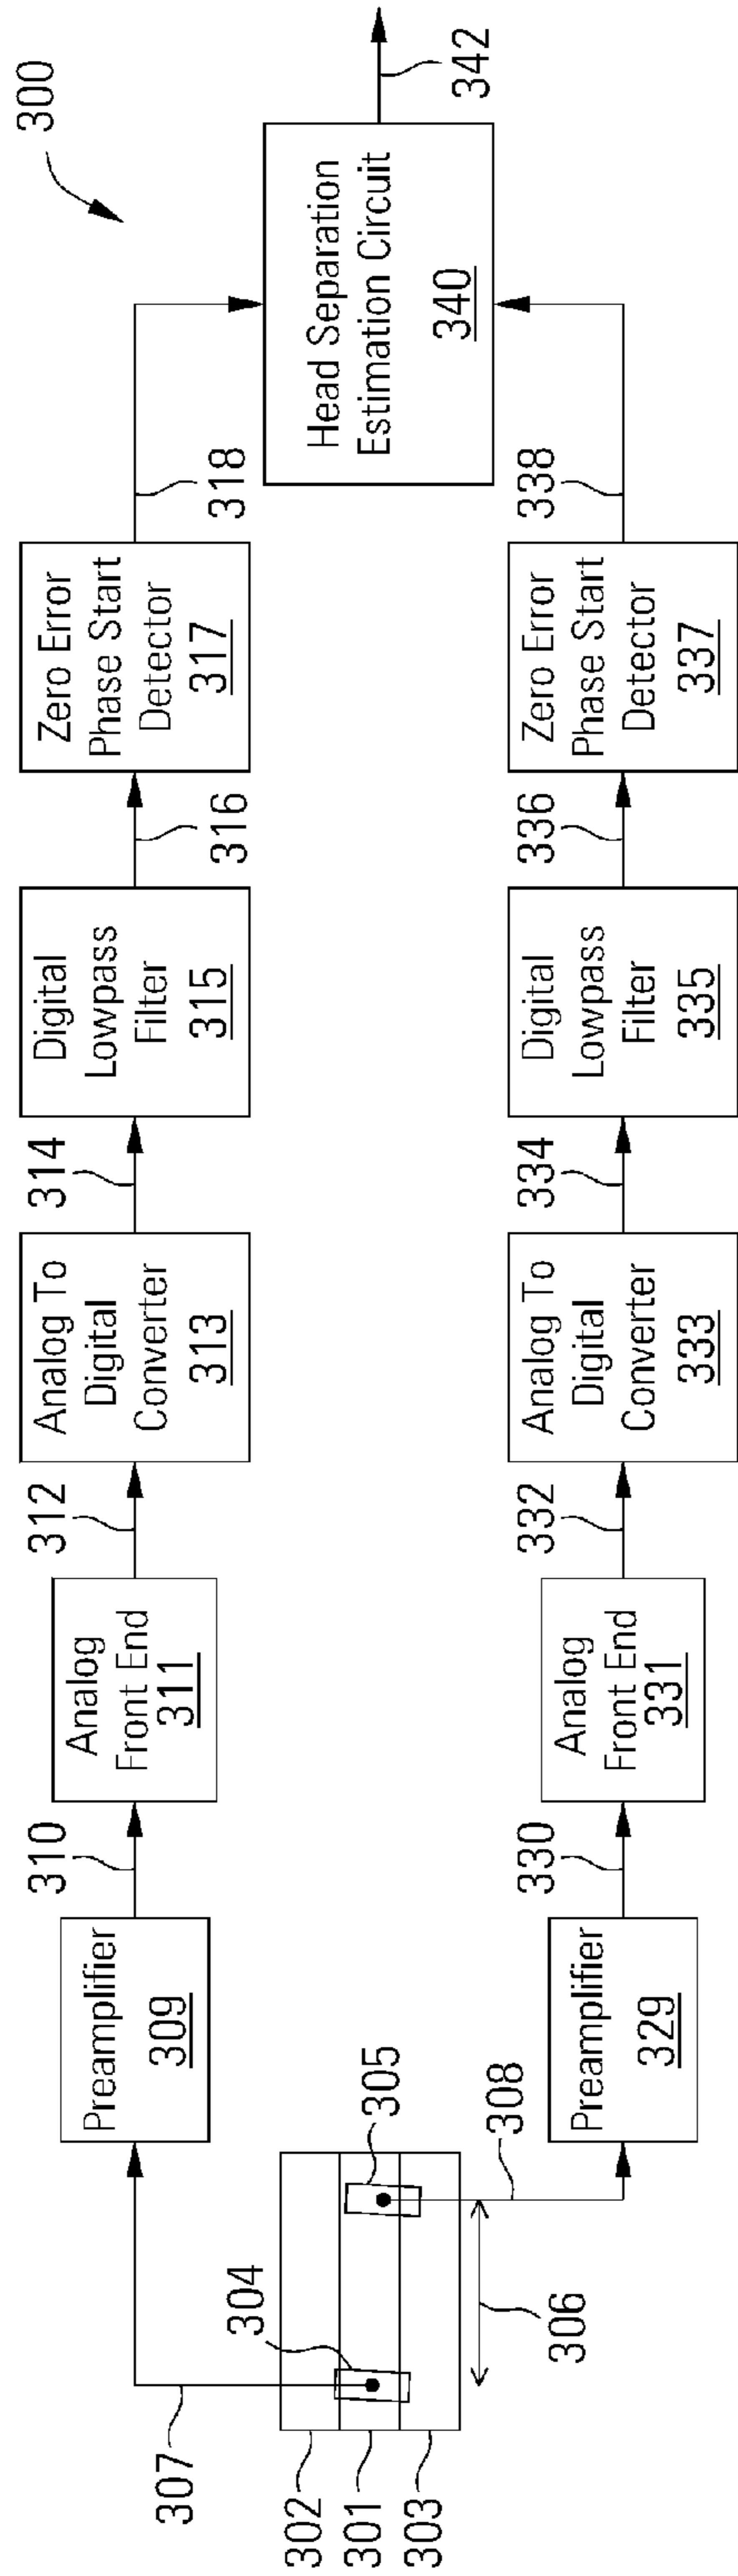 300
307
Preamplifier
309
310
Analog
Front End
311
312
Analog To
Digital
Converter
313
314
Digital
Lowpass
Filter
315
316
Zero Error
Phase Start
Detector
317
318
302
301
303
304
305
306
308
Head Separation
Estimation Circuit
340
342
Preamplifier
329
330
Analog
Front End
331
332
Analog To
Digital
Converter
333
334
Digital
Lowpass
Filter
335
336
Zero Error
Phase Start
Detector
337
338